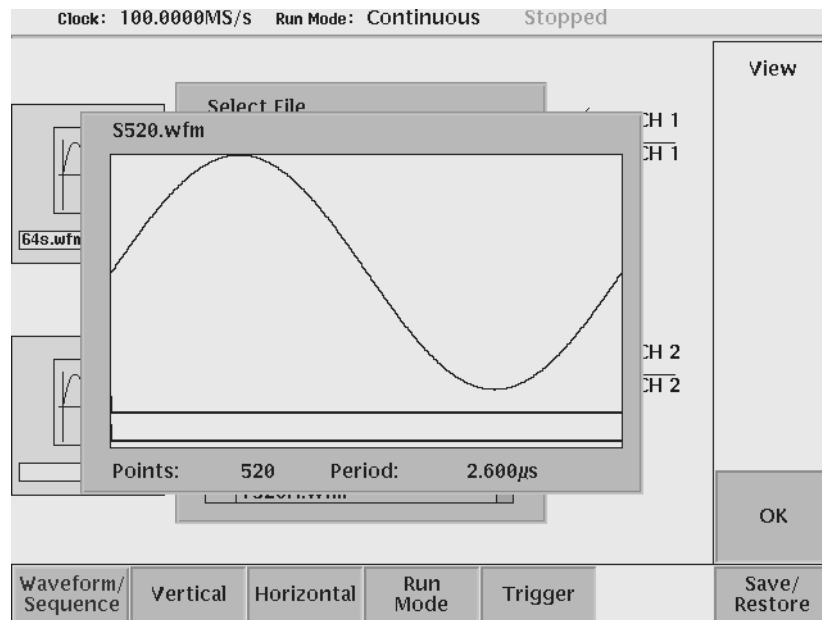 Clock: 100.0000MS/s Run Mode: Continuous Stopped
View
Select File
S520.wfm
CH 1
CH 1
64s.wfm
CH 2
CH 2
Points: 520 Period: 2.600µs
OK
Waveform/
Sequence
Vertical
Horizontal
Run
Mode
Trigger
Save/
Restore